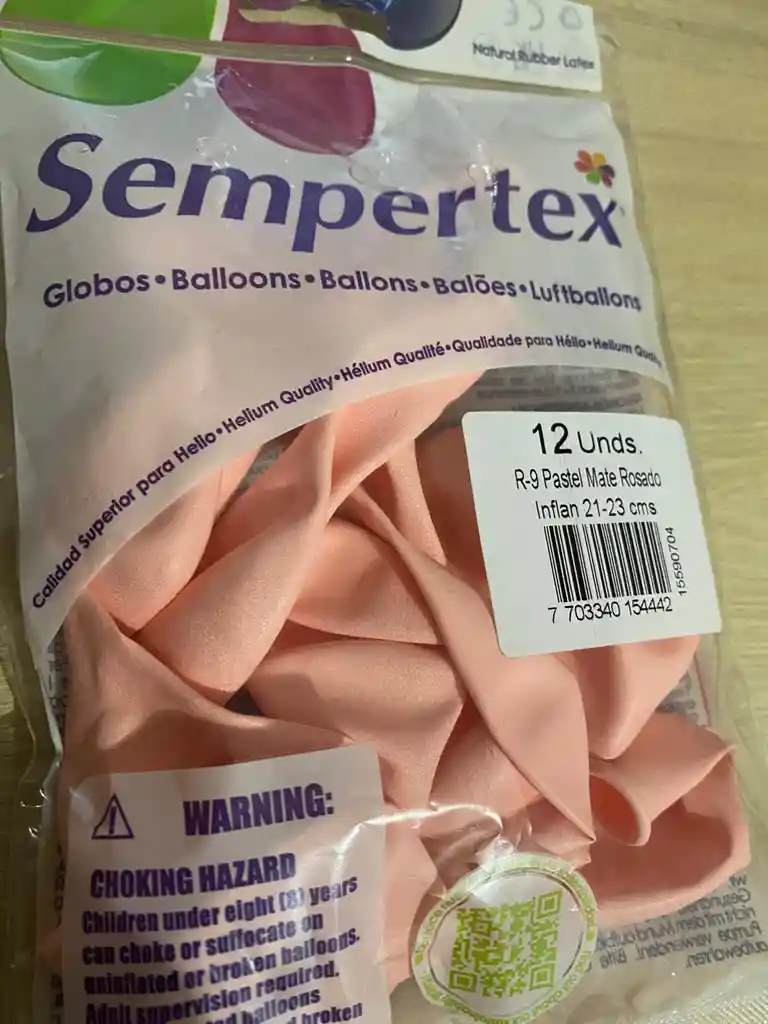 Natural Rubber Latex
Sempertex
Globos•Balloons•Ballons•Balões•Luftballons
Calidad Superior para Helio•Helium Quality•Hélium Qualité•Qualidade para Hélio•Helium
12 Unds.
R-9 Pastel Mate Rosado
Inflan 21-23 cms
15590704
7 703340 154442
WARNING:
CHOKING HAZARD
Children under eight (8) years
can choke or suffocate on
uninflated or broken balloons.
Adult supervision required.
balloons
broken